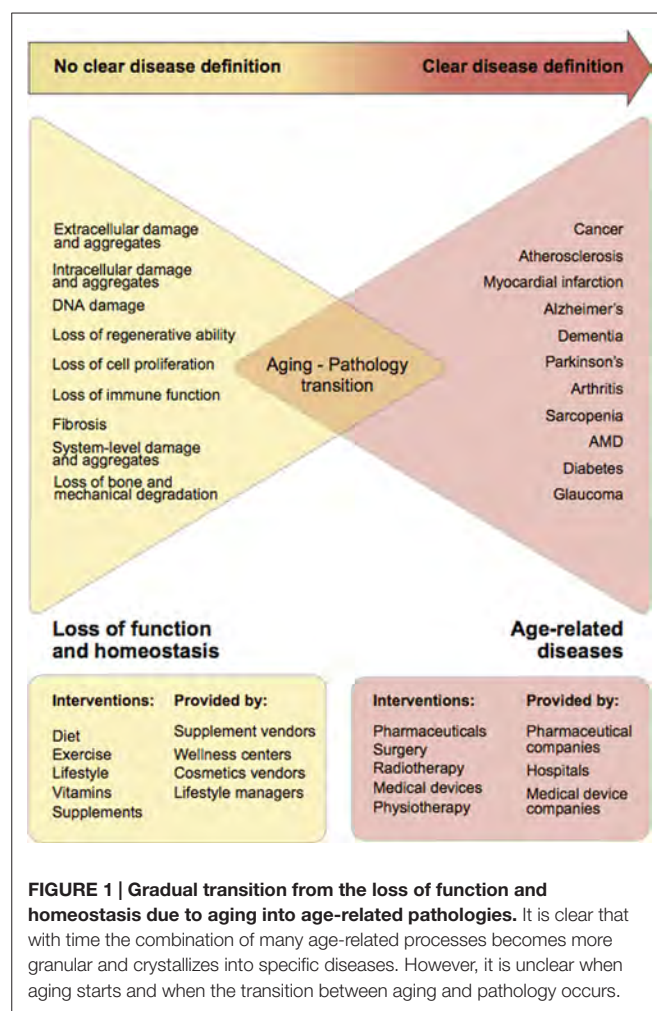 No clear disease definition
Clear disease definition
Extracellular damage
and aggregates
Intracellular damage
and aggregates
DNA damage
Loss of regenerative ability
Loss of cell proliferation
Loss of immune function
Fibrosis
System-level damage
and aggregates
Loss of bone and
mechanical degradation
Aging - Pathology
transition
Cancer
Atherosclerosis
Myocardial infarction
Alzheimer's
Dementia
Parkinson's
Arthritis
Sarcopenia
AMD
Diabetes
Glaucoma
Loss of function
and homeostasis
Interventions:
Diet
Exercise
Lifestyle
Vitamins
Supplements
Provided by:
Supplement vendors
Wellness centers
Cosmetics vendors
Lifestyle managers
Age-related
diseases
Interventions:
Pharmaceuticals
Surgery
Radiotherapy
Medical devices
Physiotherapy
Provided by:
Pharmaceutical
companies
Hospitals
Medical device
companies
FIGURE 1 | Gradual transition from the loss of function and
homeostasis due to aging into age-related pathologies. It is clear that
with time the combination of many age-related processes becomes more
granular and crystallizes into specific diseases. However, it is unclear when
aging starts and when the transition between aging and pathology occurs.